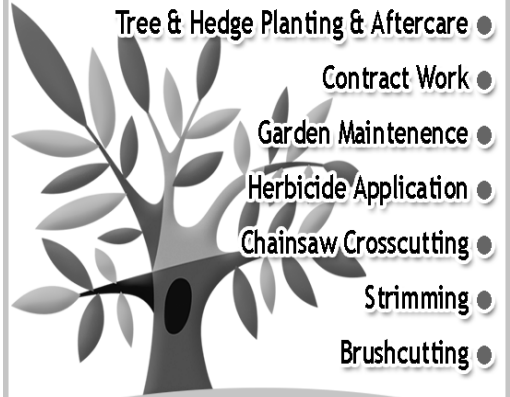 Tree & Hedge Planting & Aftercare
Contract Work
Garden Maintenence
Herbicide Application
Chainsaw Crosscutting
Strimming
Brushcutting